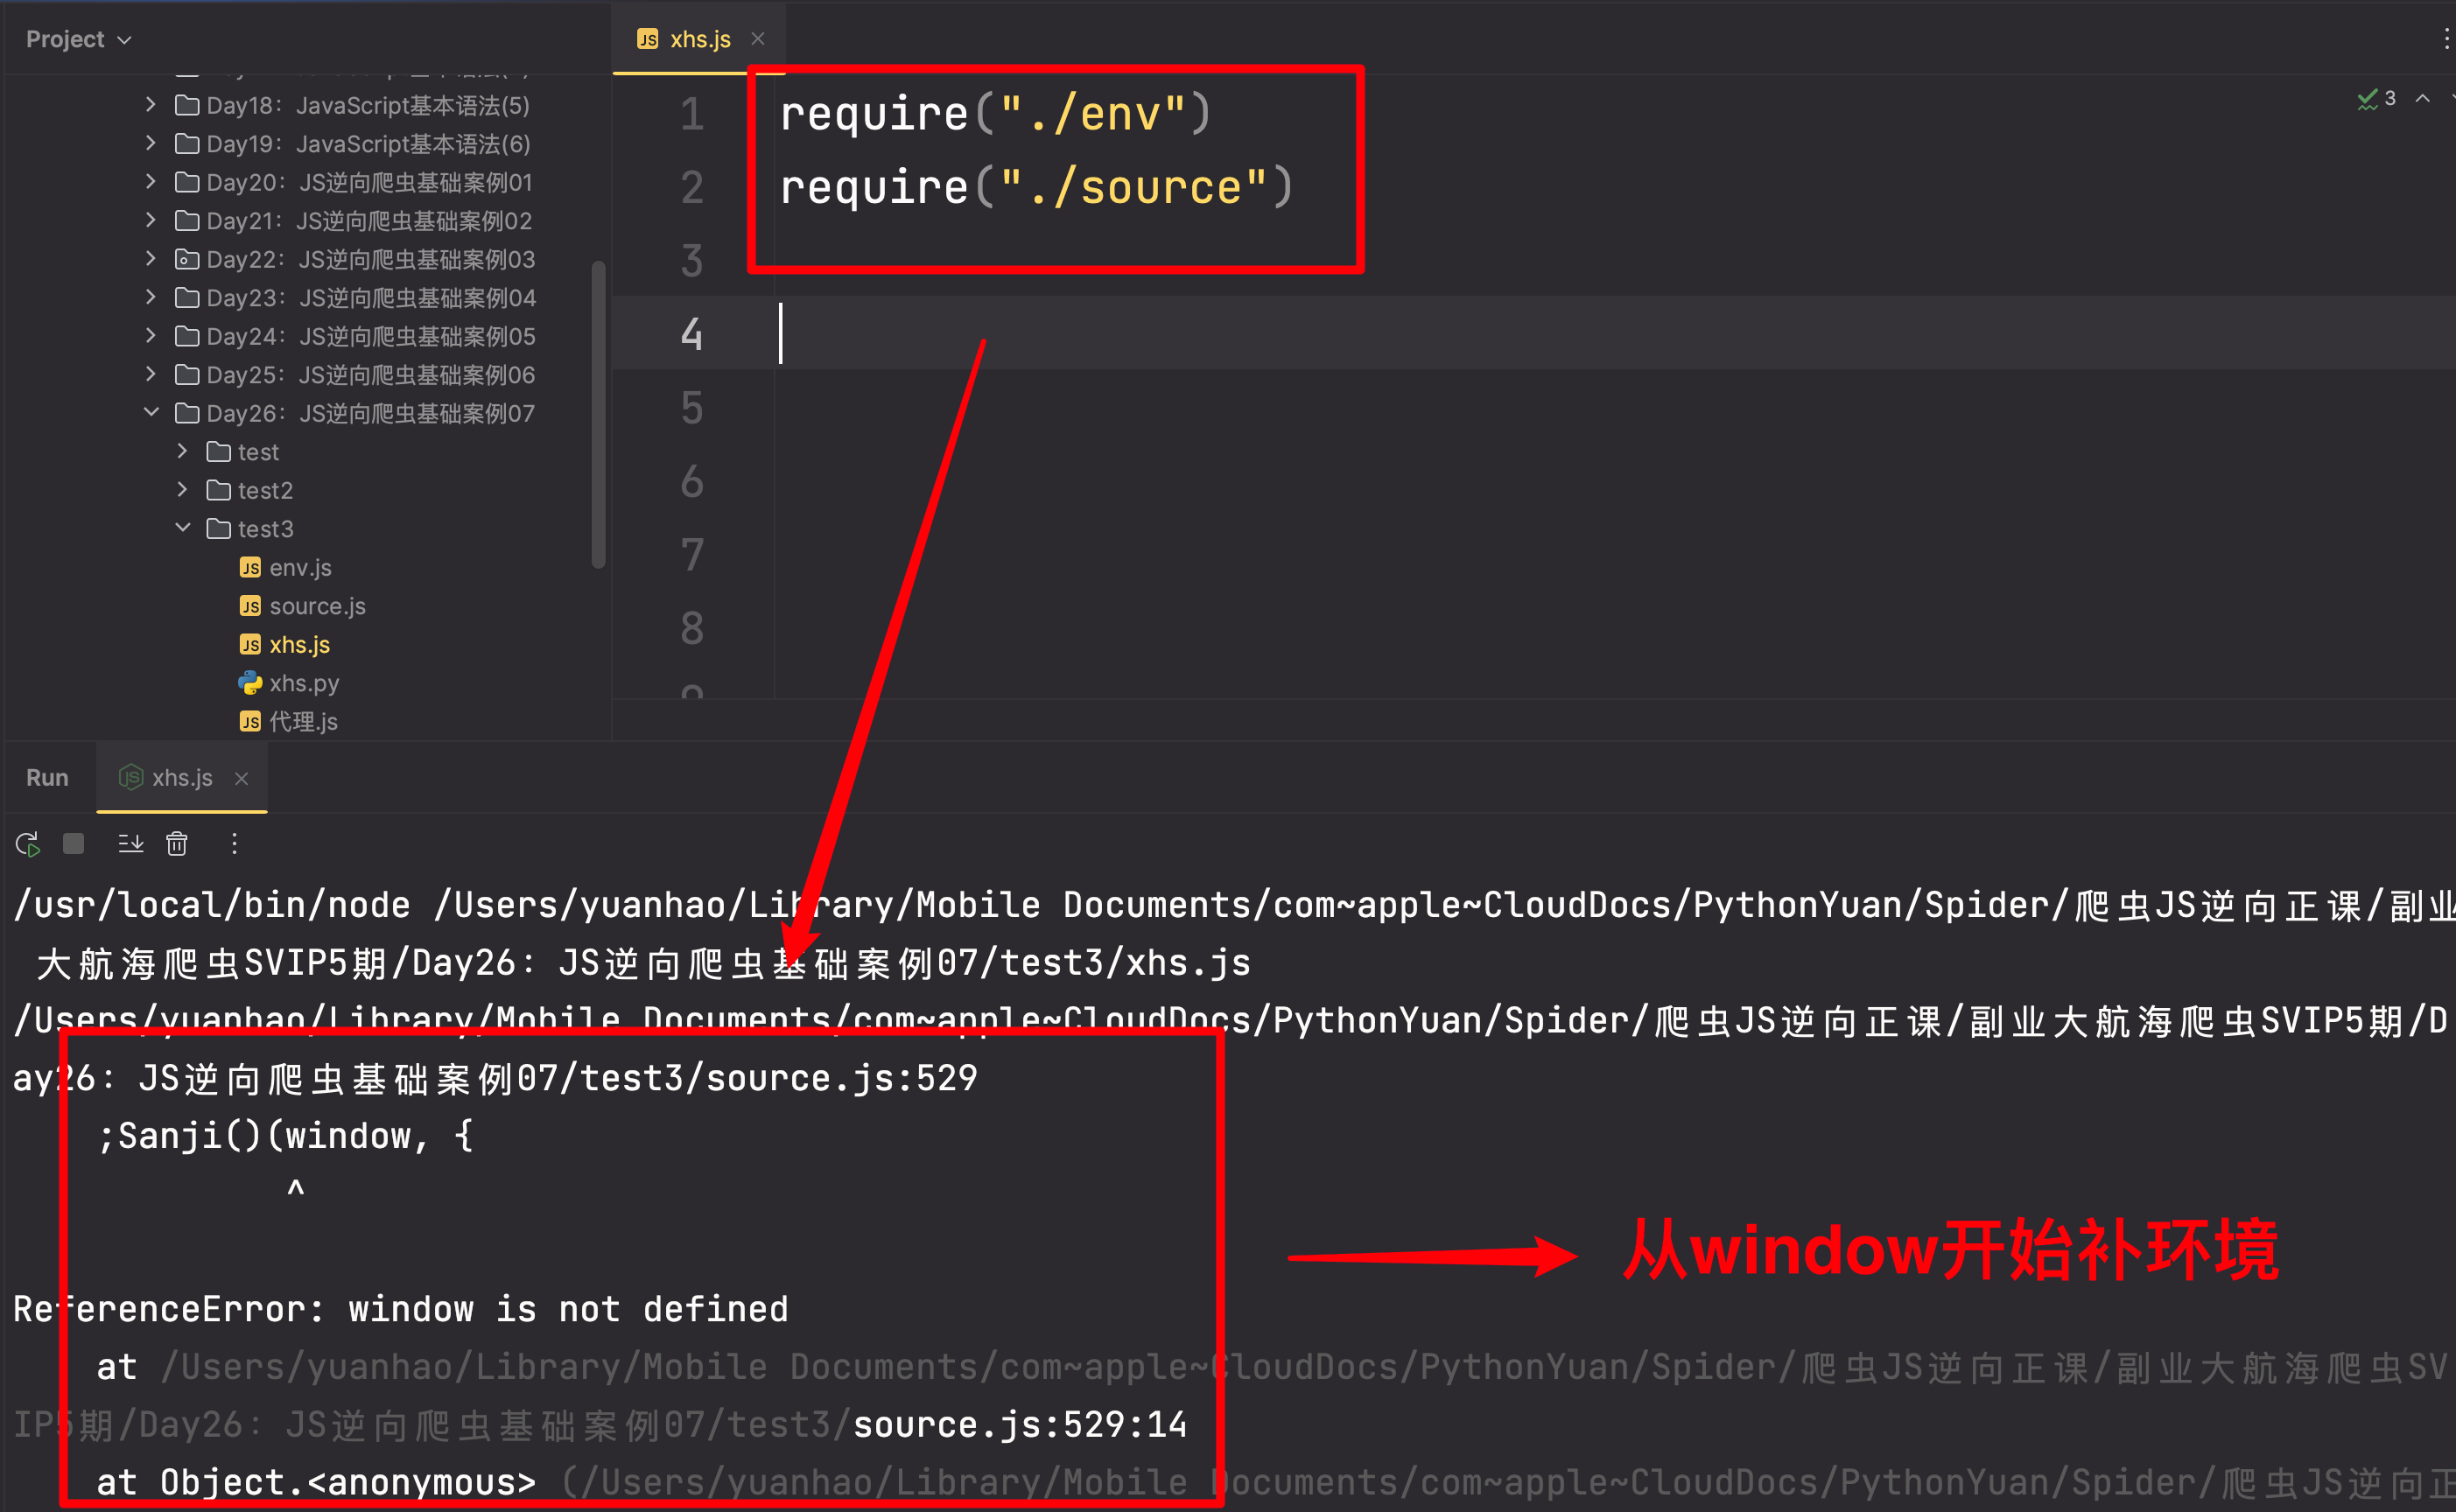 Project
xhs.js
Day18：JavaScript基本语法(5)
Day19：JavaScript基本语法(6)
Day20：JS逆向爬虫基础案例01
Day21：JS逆向爬虫基础案例02
Day22：JS逆向爬虫基础案例03
Day23：JS逆向爬虫基础案例04
Day24：JS逆向爬虫基础案例05
Day25：JS逆向爬虫基础案例06
Day26：JS逆向爬虫基础案例07
test
test2
test3
JS env.js
JS source.js
JS xhs.js
xhs.py
JS 代理.js
1 require("./env")
2 require("./source")
3
4
5
6
7
8
9
3
Run
xhs.js
/usr/local/bin/node /Users/yuanhao/Library/Mobile Documents/com~apple~CloudDocs/PythonYuan/Spider/爬虫JS逆向正课/副业
大航海爬虫SVIP5期/Day26：JS逆向爬虫基础案例07/test3/xhs.js
/Users/yuanhao/Library/Mobile Documents/com~apple~CloudDocs/PythonYuan/Spider/爬虫JS逆向正课/副业大航海爬虫SVIP5期/D
ay26：JS逆向爬虫基础案例07/test3/source.js:529
;Sanji()(window, {
^
从window开始补环境
ReferenceError: window is not defined
at /Users/yuanhao/Library/Mobile Documents/com~apple~CloudDocs/PythonYuan/Spider/爬虫JS逆向正课/副业大航海爬虫SV
IP5期/Day26：JS逆向爬虫基础案例07/test3/source.js:529:14
at Object.<anonymous> (/Users/yuanhao/Library/Mobile Documents/com~apple~CloudDocs/PythonYuan/Spider/爬虫JS逆向正